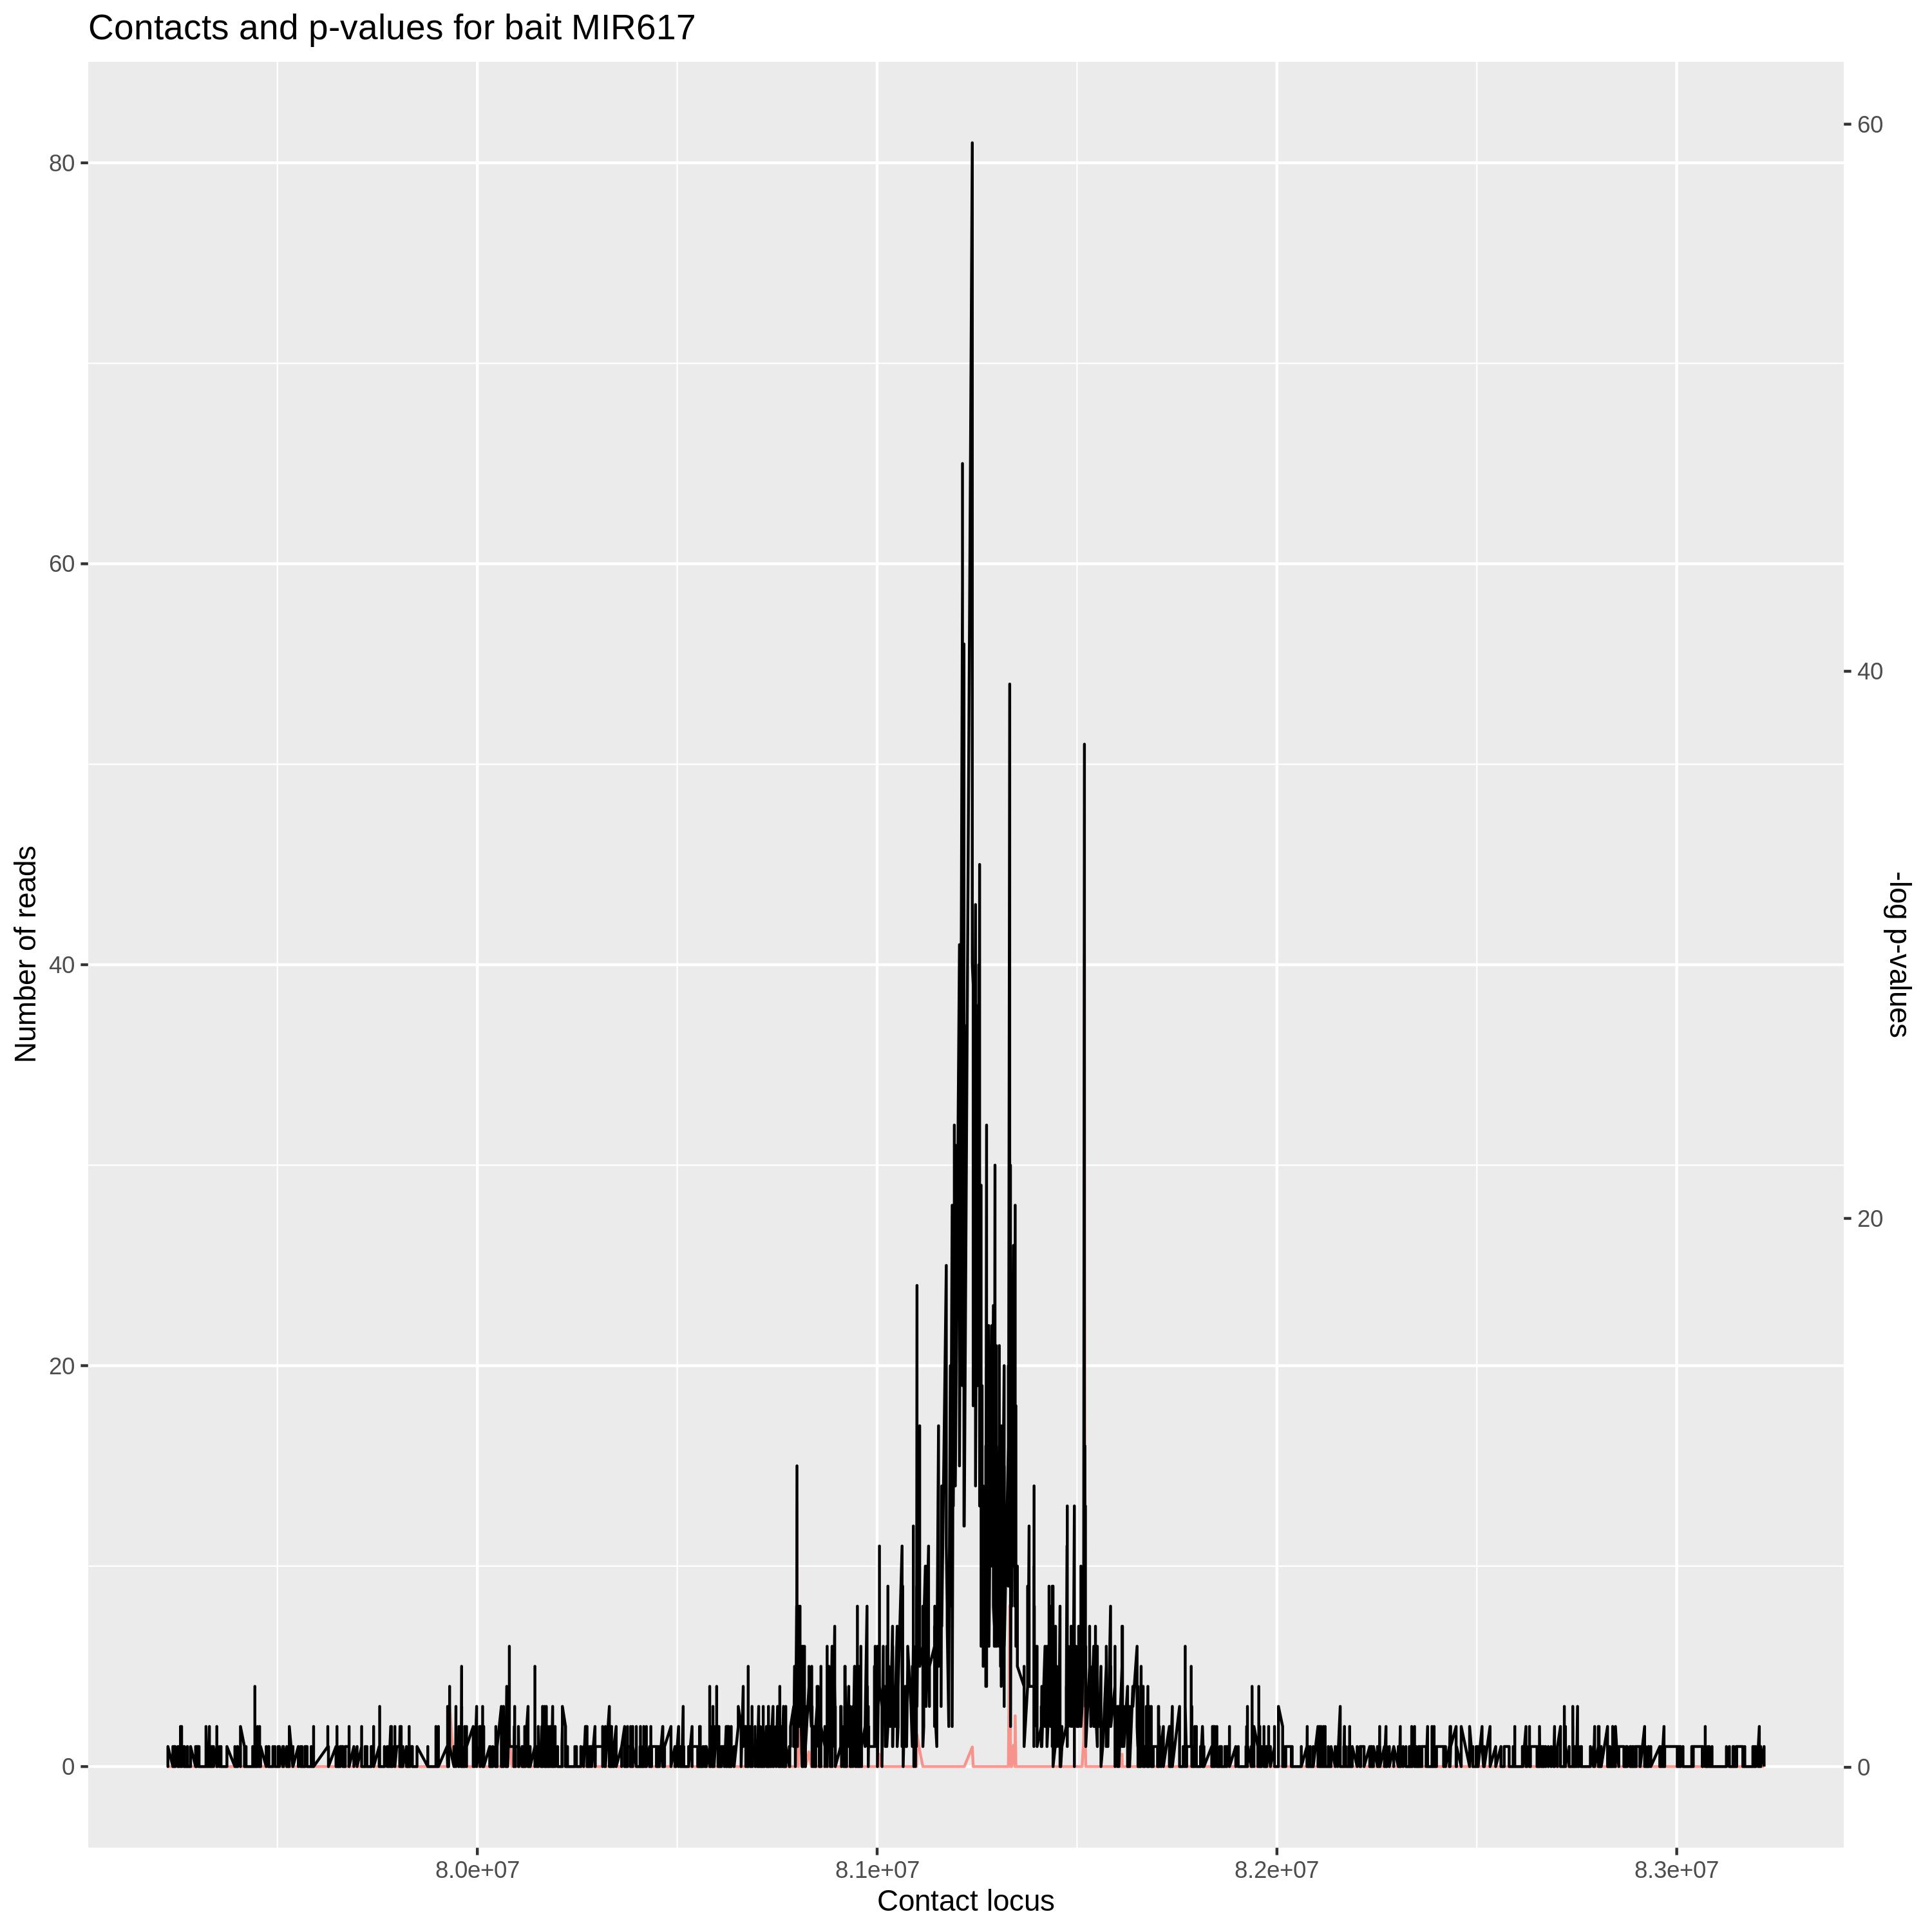 Contacts and p-values for bait MIR617
80
60
40
20
0
60
40
20
0
Number of reads
-log p-values
8.0e+07
8.1e+07
8.2e+07
8.3e+07
Contact locus